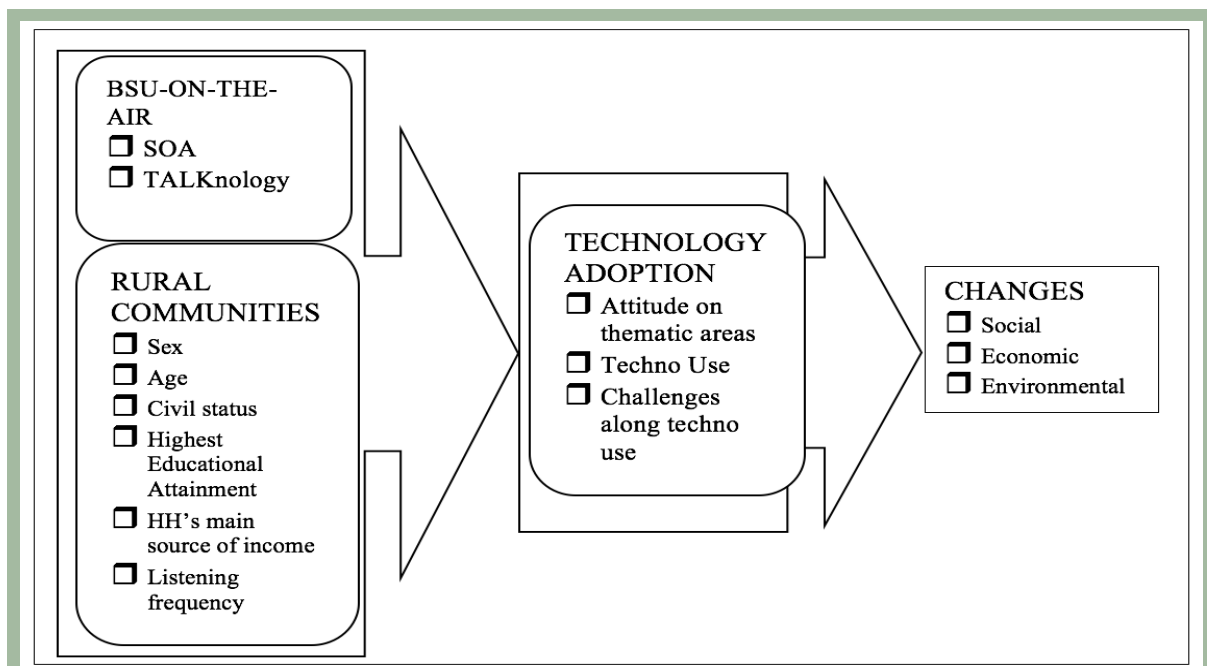 BSU-ON-THE-
AIR
❒ SOA
❒ TALKnology
RURAL
COMMUNITIES
❒ Sex
❒ Age
❒ Civil status
❒ Highest
Educational
Attainment
❒ HH’s main
source of income
❒ Listening
frequency
TECHNOLOGY
ADOPTION
❒ Attitude on
thematic areas
❒ Techno Use
❒ Challenges
along techno
use
CHANGES
❒ Social
❒ Economic
❒ Environmental